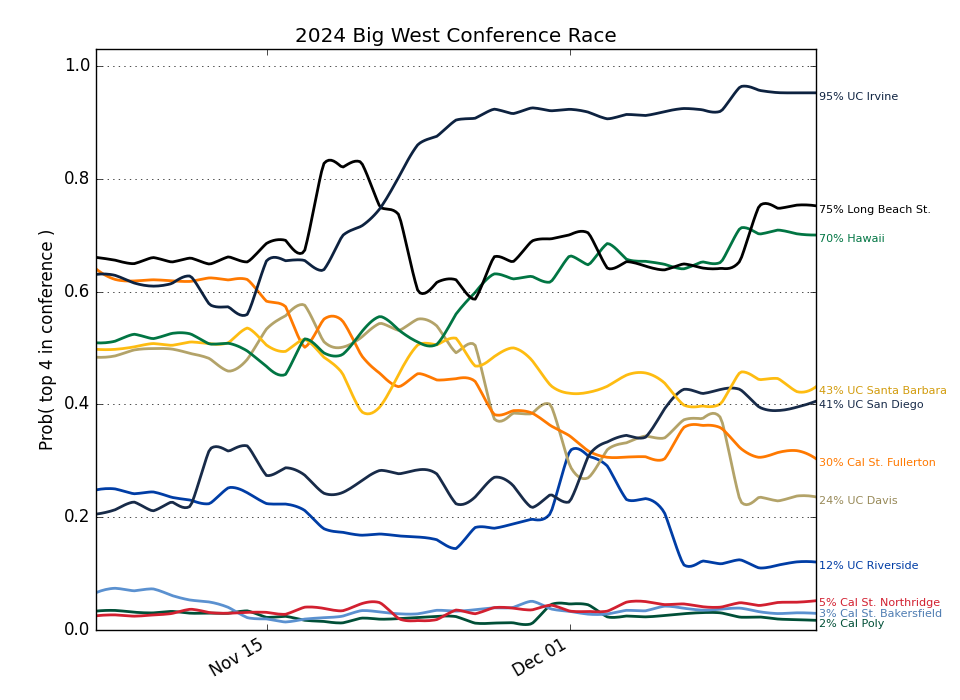 2024 Big West Conference Race
Prob( top 4 in conference )
1.0
0.8
0.6
0.4
0.2
0.0
Nov 15
Dec 01
95% UC Irvine
75% Long Beach St.
70% Hawaii
43% UC Santa Barbara
41% UC San Diego
30% Cal St. Fullerton
24% UC Davis
12% UC Riverside
5% Cal St. Northridge
3% Cal St. Bakersfield
2% Cal Poly